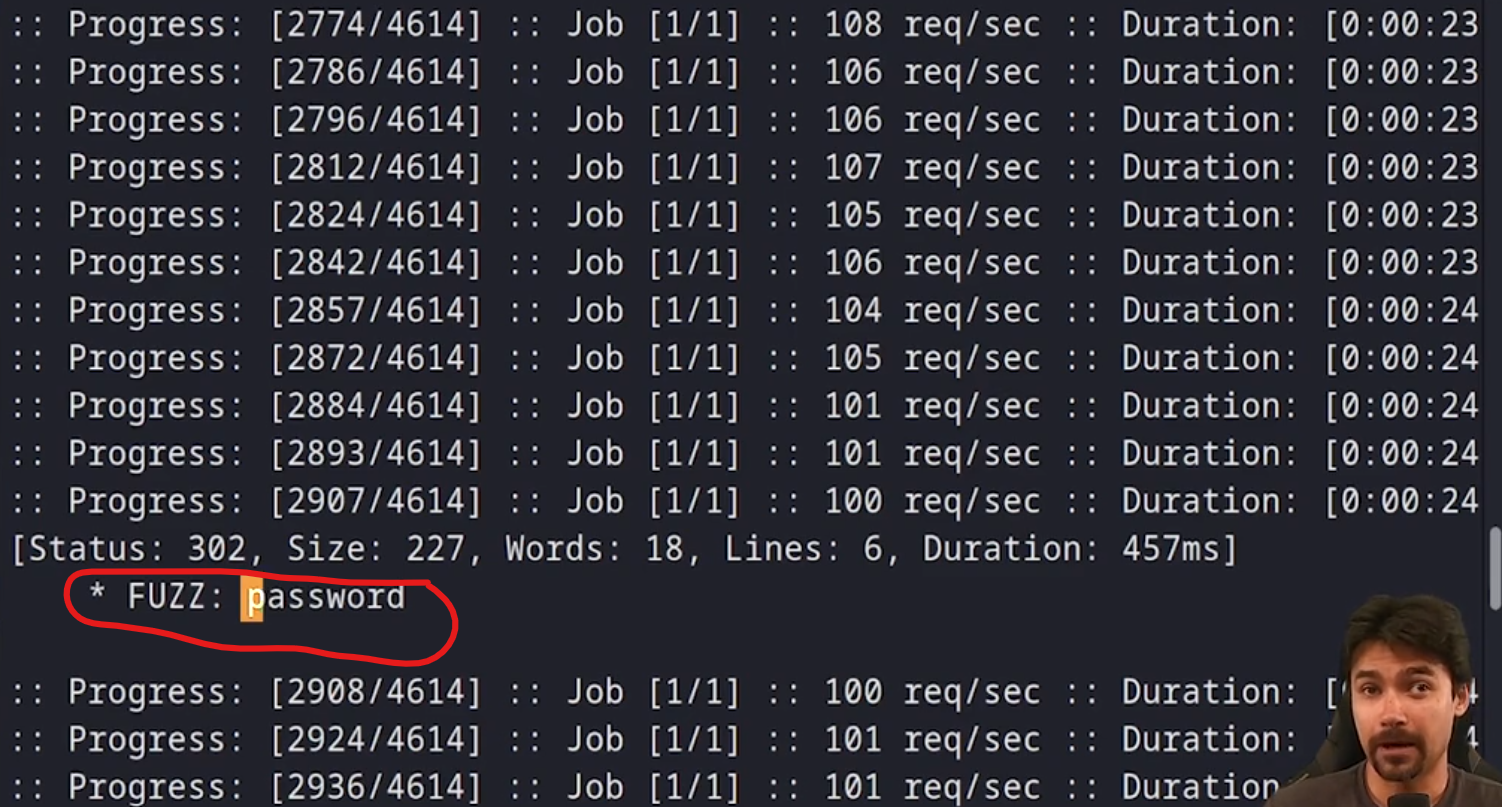 :: Progress: [2774/4614] :: Job [1/1] :: 108 req/sec :: Duration: [0:00:23
:: Progress: [2786/4614] :: Job [1/1] :: 106 req/sec :: Duration: [0:00:23
:: Progress: [2796/4614] :: Job [1/1] :: 106 req/sec :: Duration: [0:00:23
:: Progress: [2812/4614] :: Job [1/1] :: 107 req/sec :: Duration: [0:00:23
:: Progress: [2824/4614] :: Job [1/1] :: 105 req/sec :: Duration: [0:00:23
:: Progress: [2842/4614] :: Job [1/1] :: 106 req/sec :: Duration: [0:00:23
:: Progress: [2857/4614] :: Job [1/1] :: 104 req/sec :: Duration: [0:00:24
:: Progress: [2872/4614] :: Job [1/1] :: 105 req/sec :: Duration: [0:00:24
:: Progress: [2884/4614] :: Job [1/1] :: 101 req/sec :: Duration: [0:00:24
:: Progress: [2893/4614] :: Job [1/1] :: 101 req/sec :: Duration: [0:00:24
:: Progress: [2907/4614] :: Job [1/1] :: 100 req/sec :: Duration: [0:00:24
[Status: 302, Size: 227, Words: 18, Lines: 6, Duration: 457ms]
* FUZZ: password
:: Progress: [2908/4614] :: Job [1/1] :: 100 req/sec :: Duration:
:: Progress: [2924/4614] :: Job [1/1] :: 101 req/sec :: Duration:
:: Progress: [2936/4614] :: Job [1/1] :: 101 req/sec :: Duration